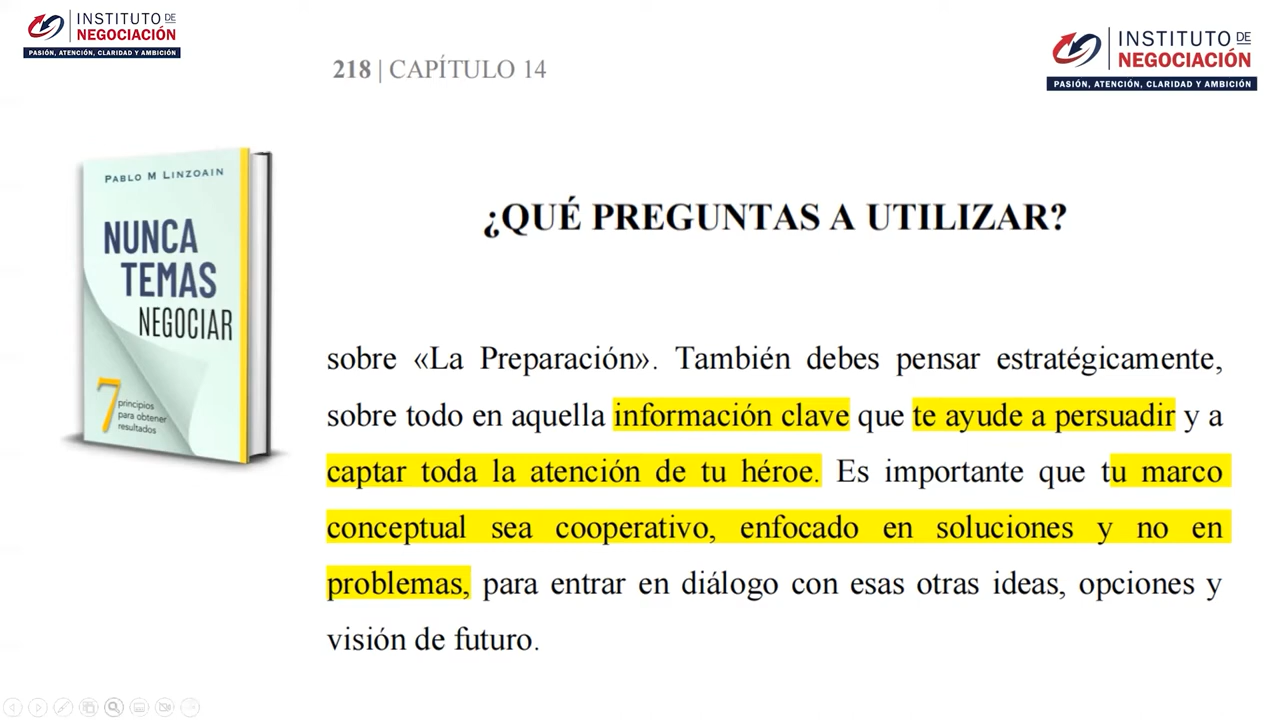 INSTITUTO DE
NEGOCIACIÓN
PASIÓN, ATENCIÓN, CLARIDAD Y AMBICIÓN
INSTITUTO DE
NEGOCIACIÓN
PASIÓN, ATENCIÓN, CLARIDAD Y AMBICIÓN
218 | CAPÍTULO 14
PABLO M LINZOAIN
NUNCA
TEMAS
NEGOCIAR
7 principios
para obtener
resultados
¿QUÉ PREGUNTAS A UTILIZAR?
sobre «La Preparación». También debes pensar estratégicamente,
sobre todo en aquella información clave que te ayude a persuadir y a
captar toda la atención de tu héroe. Es importante que tu marco
conceptual sea cooperativo, enfocado en soluciones y no en
problemas, para entrar en diálogo con esas otras ideas, opciones y
visión de futuro.